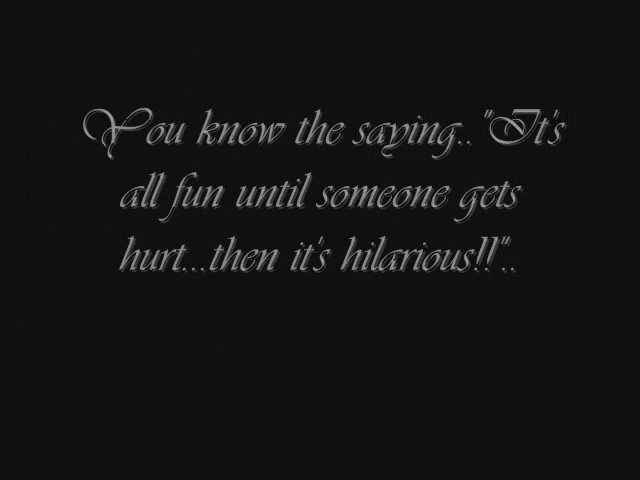 You know the saying.."It's
all fun until someone gets
hurt...then it's hilarious!!"..